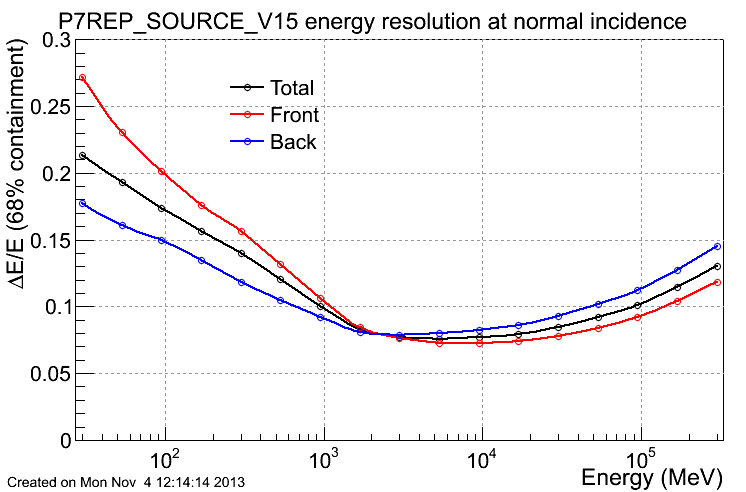 P7REP_SOURCE_V15 energy resolution at normal incidence
ΔE/E (68% containment)
0.3
0.25
0.2
0.15
0.1
0.05
0
Total
Front
Back
10² 10³ 10⁴ 10⁵
Energy (MeV)
Created on Mon Nov 4 12:14:14 2013